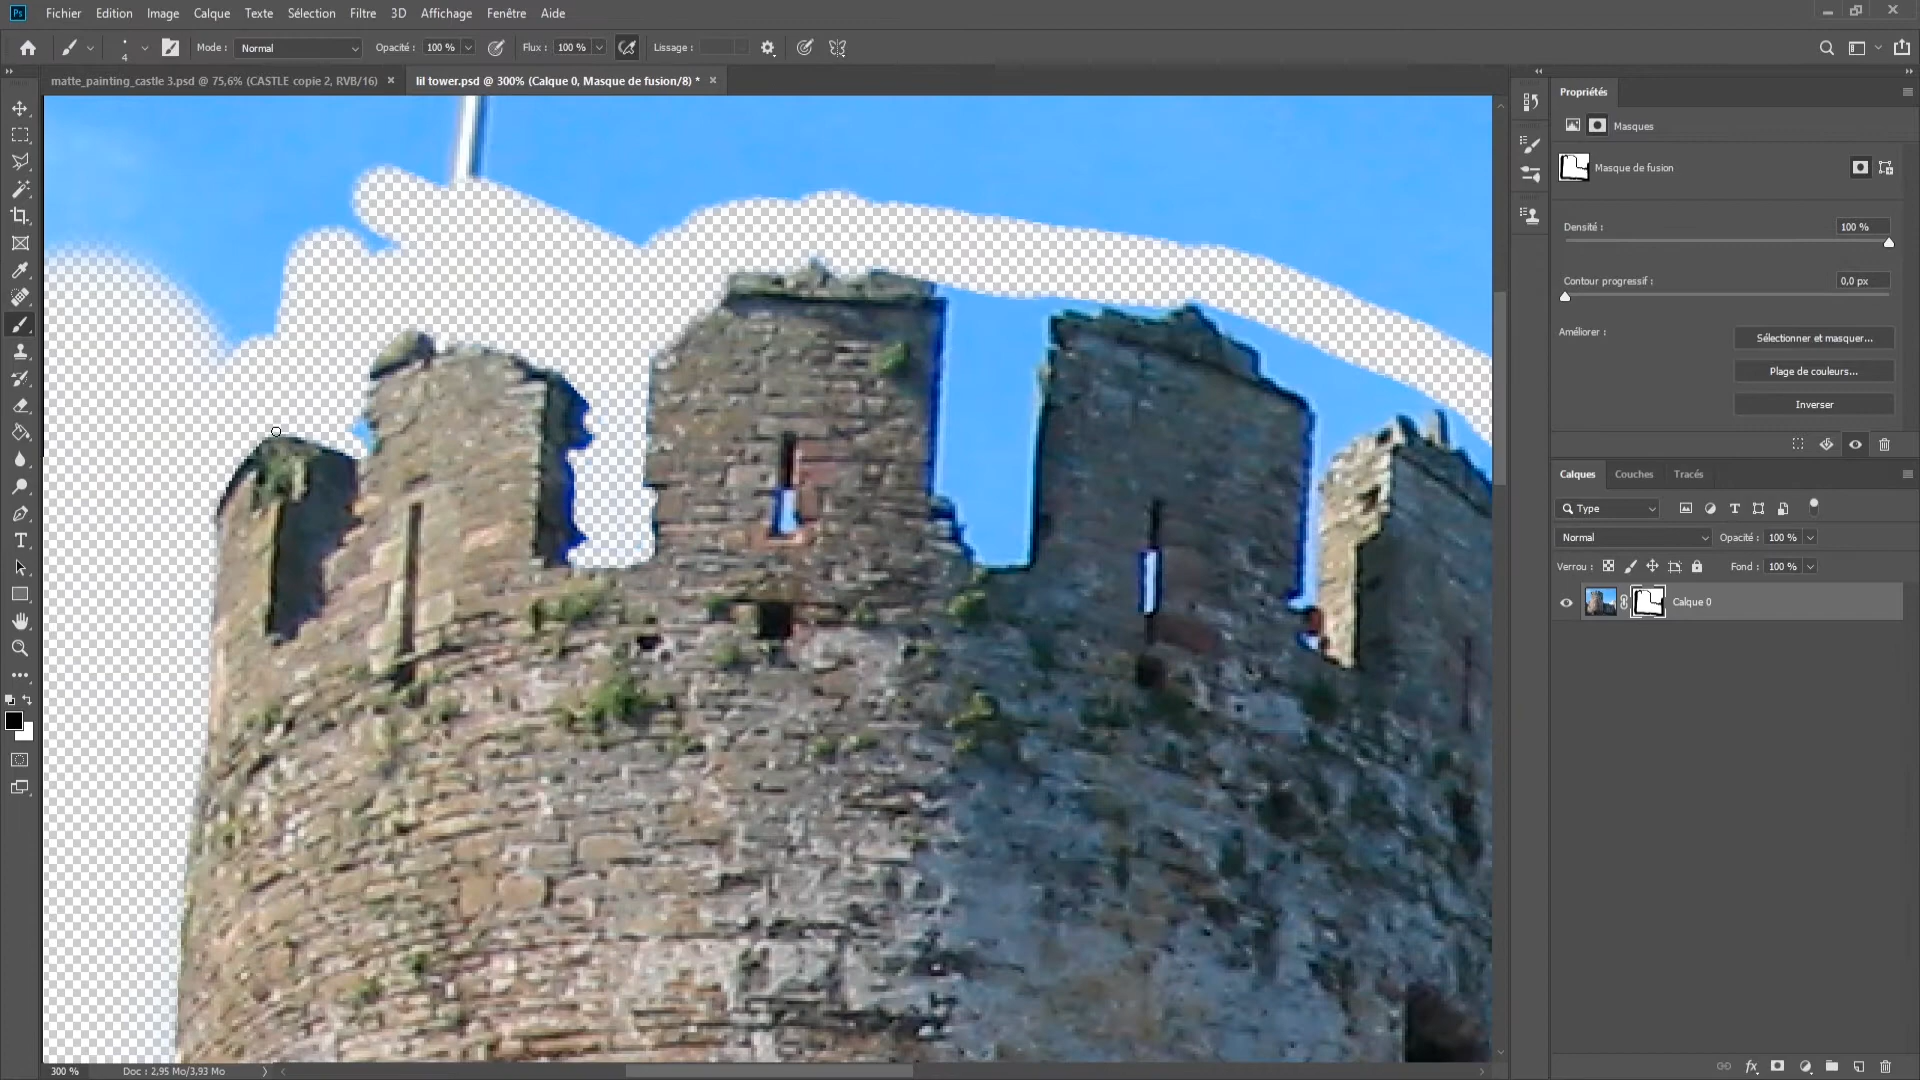 Ps Fichier Edition Image Calque Texte Sélection Filtre 3D Affichage Fenêtre Aide
4 Mode : Normal Opacité : 100 % Flux : 100 % Lissage :
matte_painting_castle 3.psd @ 75,6% (CASTLE copie 2, RVB/16) × lil tower.psd @ 300% (Calque 0, Masque de fusion/8) * ×
Propriétés
Masques
Masque de fusion
Densité : 100 %
Contour progressif : 0,0 px
Améliorer : Sélectionner et masquer...
Plage de couleurs...
Inverser
Calques Couches Tracés
Type
Normal Opacité : 100 %
Verrou : Fond : 100 %
Calque 0
300 % Doc : 2,95 Mo/3,93 Mo